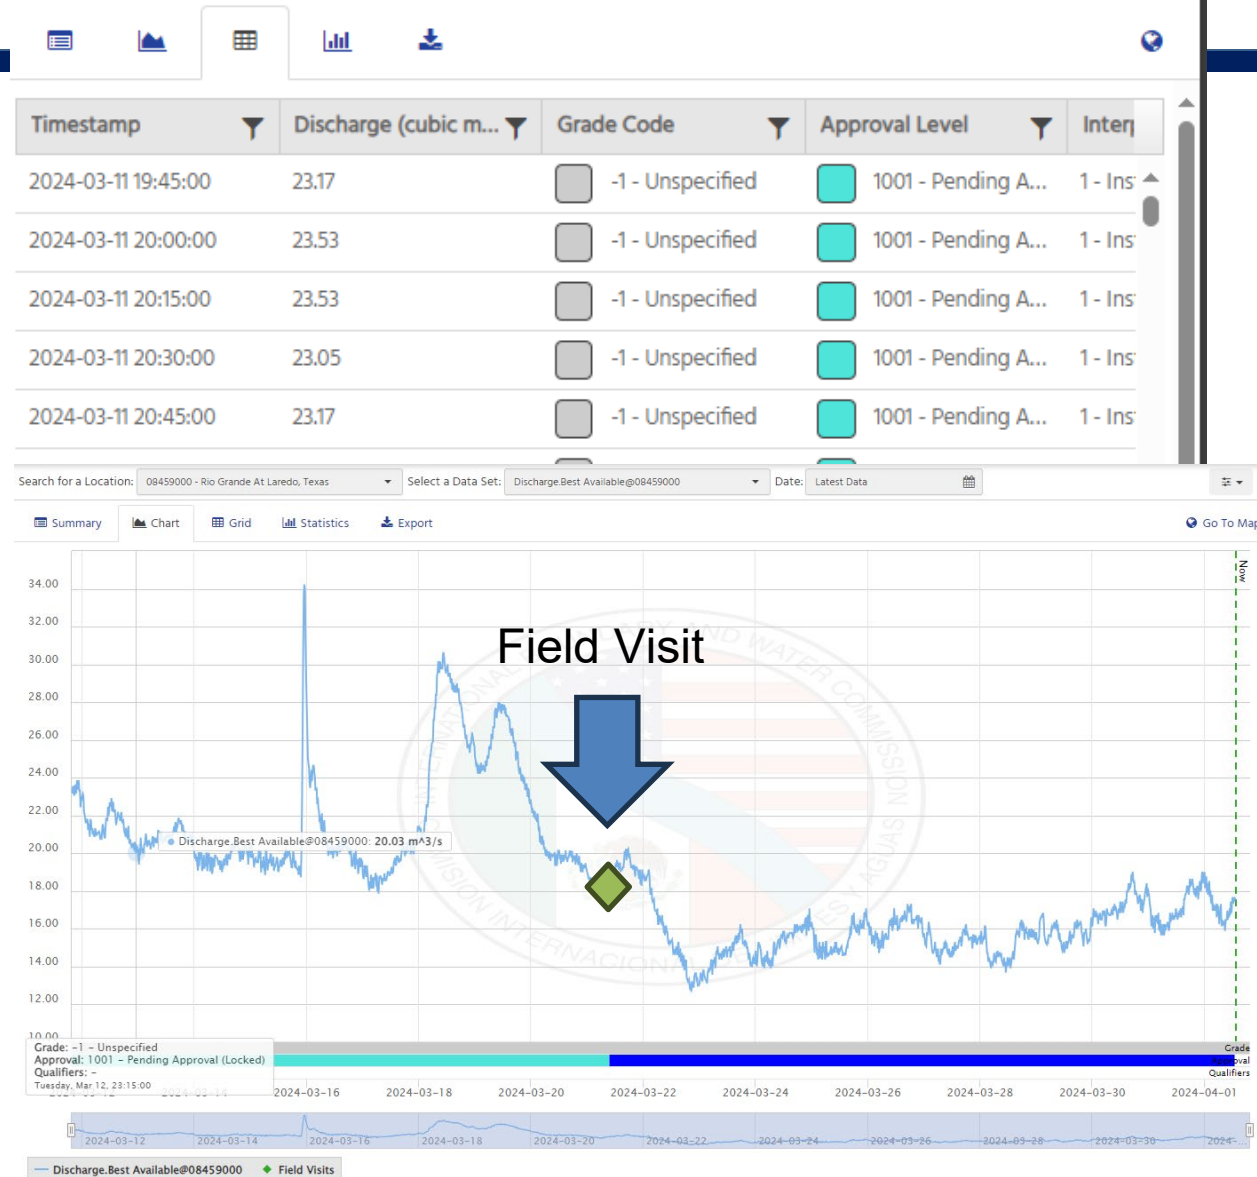 Timestamp Discharge (cubic m... Grade Code Approval Level Interp
2024-03-11 19:45:00 23.17 -1 - Unspecified 1001 - Pending A... 1 - Ins
2024-03-11 20:00:00 23.53 -1 - Unspecified 1001 - Pending A... 1 - Ins
2024-03-11 20:15:00 23.53 -1 - Unspecified 1001 - Pending A... 1 - Ins
2024-03-11 20:30:00 23.05 -1 - Unspecified 1001 - Pending A... 1 - Ins
2024-03-11 20:45:00 23.17 -1 - Unspecified 1001 - Pending A... 1 - Ins
Search for a Location: 08459000 - Rio Grande At Laredo, Texas Select a Data Set: Discharge.Best Available@08459000 Date: Latest Data
Summary Chart Grid Statistics Export Go To Map
Now
34.00
32.00
Field Visit
30.00
28.00
26.00
24.00
22.00
20.00
Discharge.Best Available@08459000: 20.03 m^3/s
18.00
16.00
14.00
12.00
10.00
Grade: -1 - Unspecified
Grade
Approval: 1001 - Pending Approval (Locked)
Approval
Qualifiers: -
Qualifiers
Tuesday, Mar 12, 23:15:00
2024-03-12 2024-03-14 2024-03-16 2024-03-18 2024-03-20 2024-03-22 2024-03-24 2024-03-26 2024-03-28 2024-03-30 2024-04-01
2024-03-12 2024-03-14 2024-03-16 2024-03-18 2024-03-20 2024-03-22 2024-03-24 2024-03-26 2024-03-28 2024-03-30 2024-...
Discharge.Best Available@08459000 Field Visits